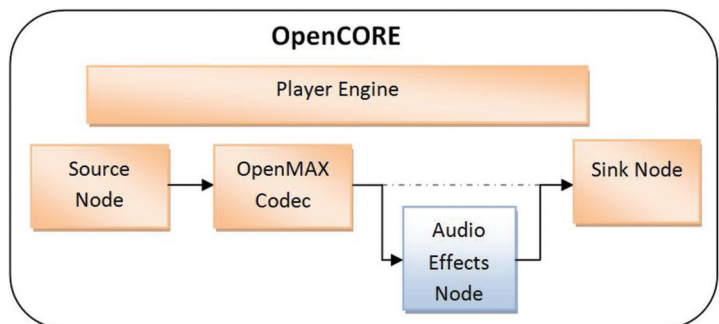 OpenCORE
Player Engine
Source
Node
OpenMAX
Codec
Audio
Effects
Node
Sink Node